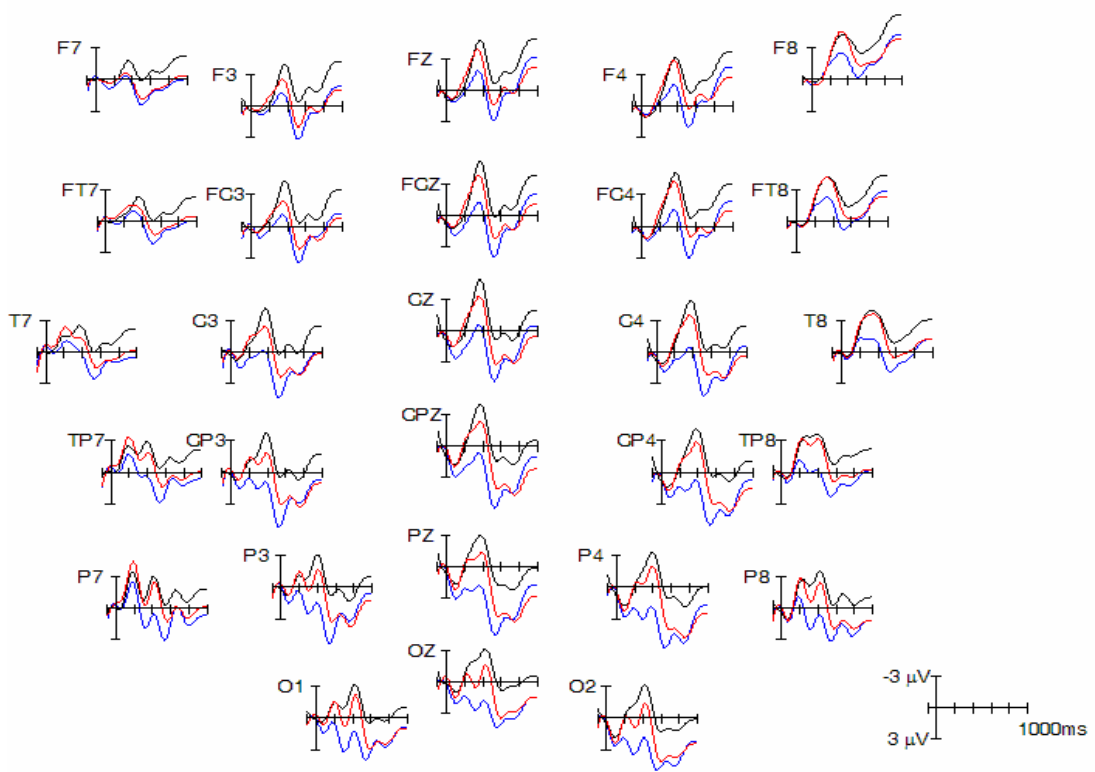 F7
F3
FZ
F4
F8
FT7
FC3
FCZ
FC4
FT8
T7
C3
CZ
C4
T8
TP7
CP3
CPZ
CP4
TP8
P7
P3
PZ
P4
P8
O1
OZ
O2
-3 µV
3 µV
1000ms